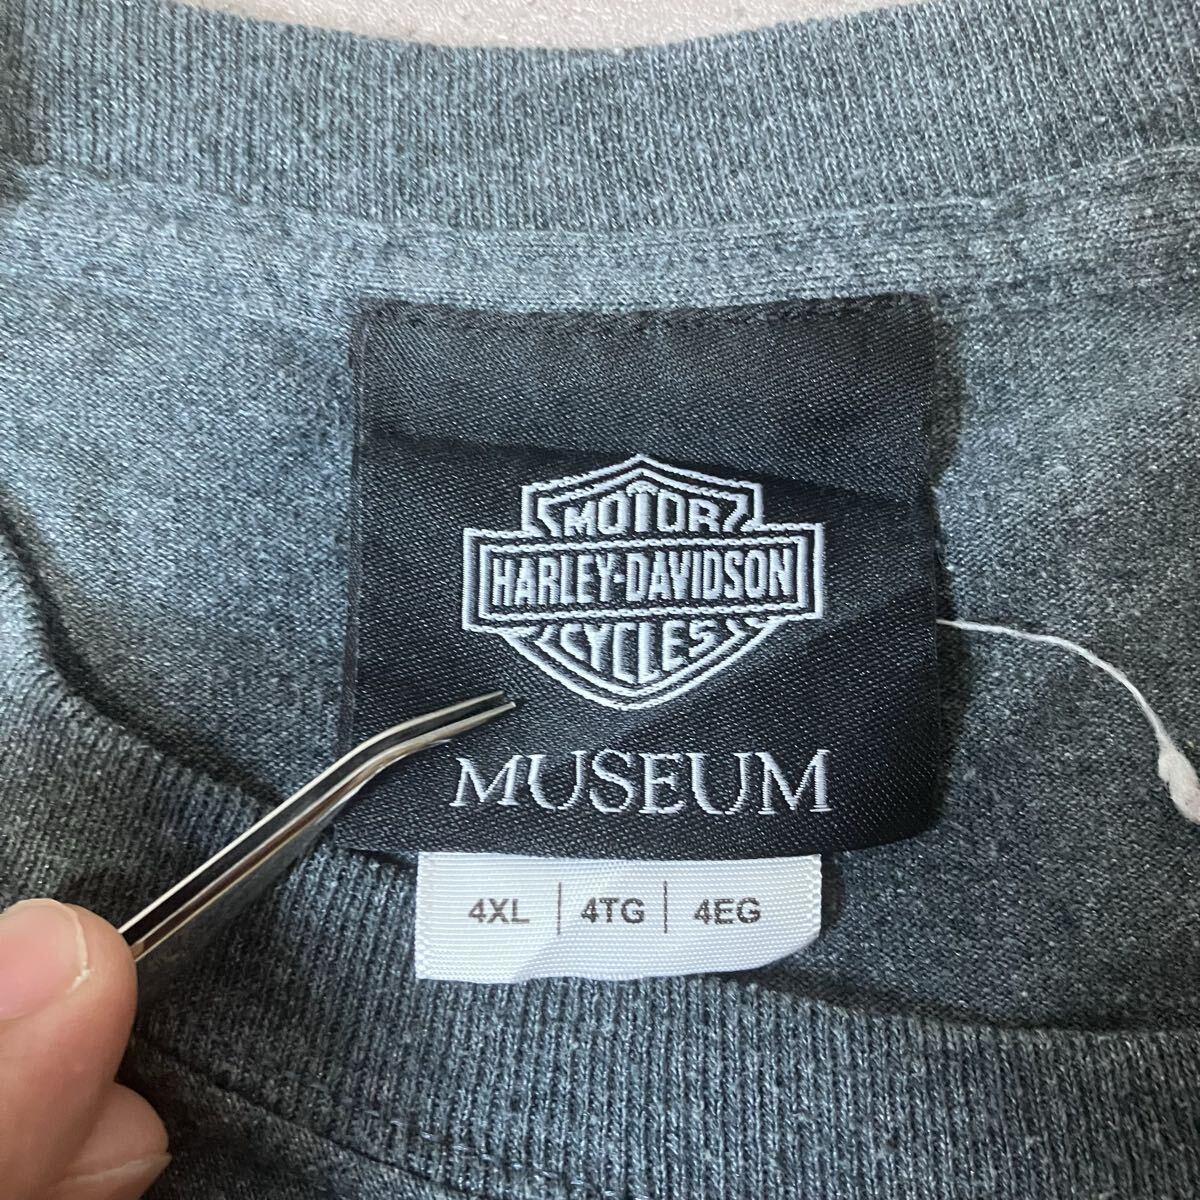 MOTOR
HARLEY-DAVIDSON
CYCLES
MUSEUM
4XL | 4TG | 4EG